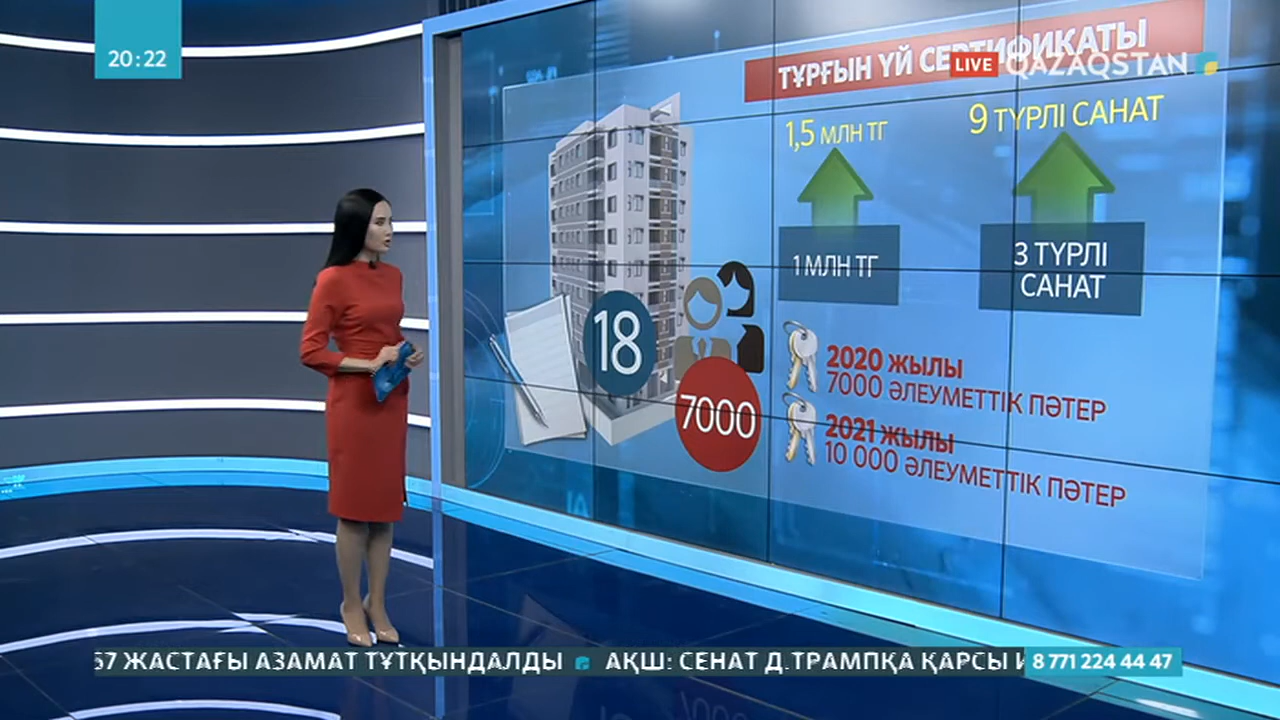 20:22
ТҰРҒЫН ҮЙ СЕРТИФИКАТЫ
LIVE QAZAQSTAN
1,5 МЛН ТГ
9 ТҮРЛІ САНАТ
1 МЛН ТГ
3 ТҮРЛІ
САНАТ
18
7000
2020 ЖЫЛЫ
7000 ӘЛЕУМЕТТІК ПӘТЕР
2021 ЖЫЛЫ
10 000 ӘЛЕУМЕТТІК ПӘТЕР
57 ЖАСТАҒЫ АЗАМАТ ТҰТҚЫНДАЛДЫ АҚШ: СЕНАТ Д.ТРАМПҚА ҚАРСЫ
8 771 224 44 47